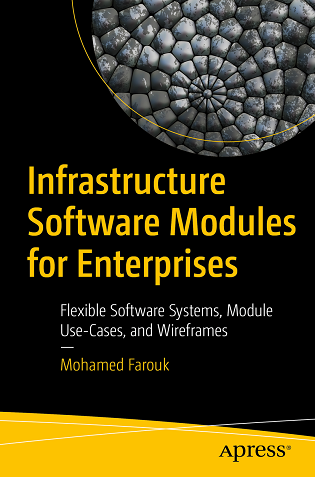 Infrastructure
Software Modules
for Enterprises
Flexible Software Systems, Module
Use-Cases, and Wireframes
—
Mohamed Farouk
Apress®